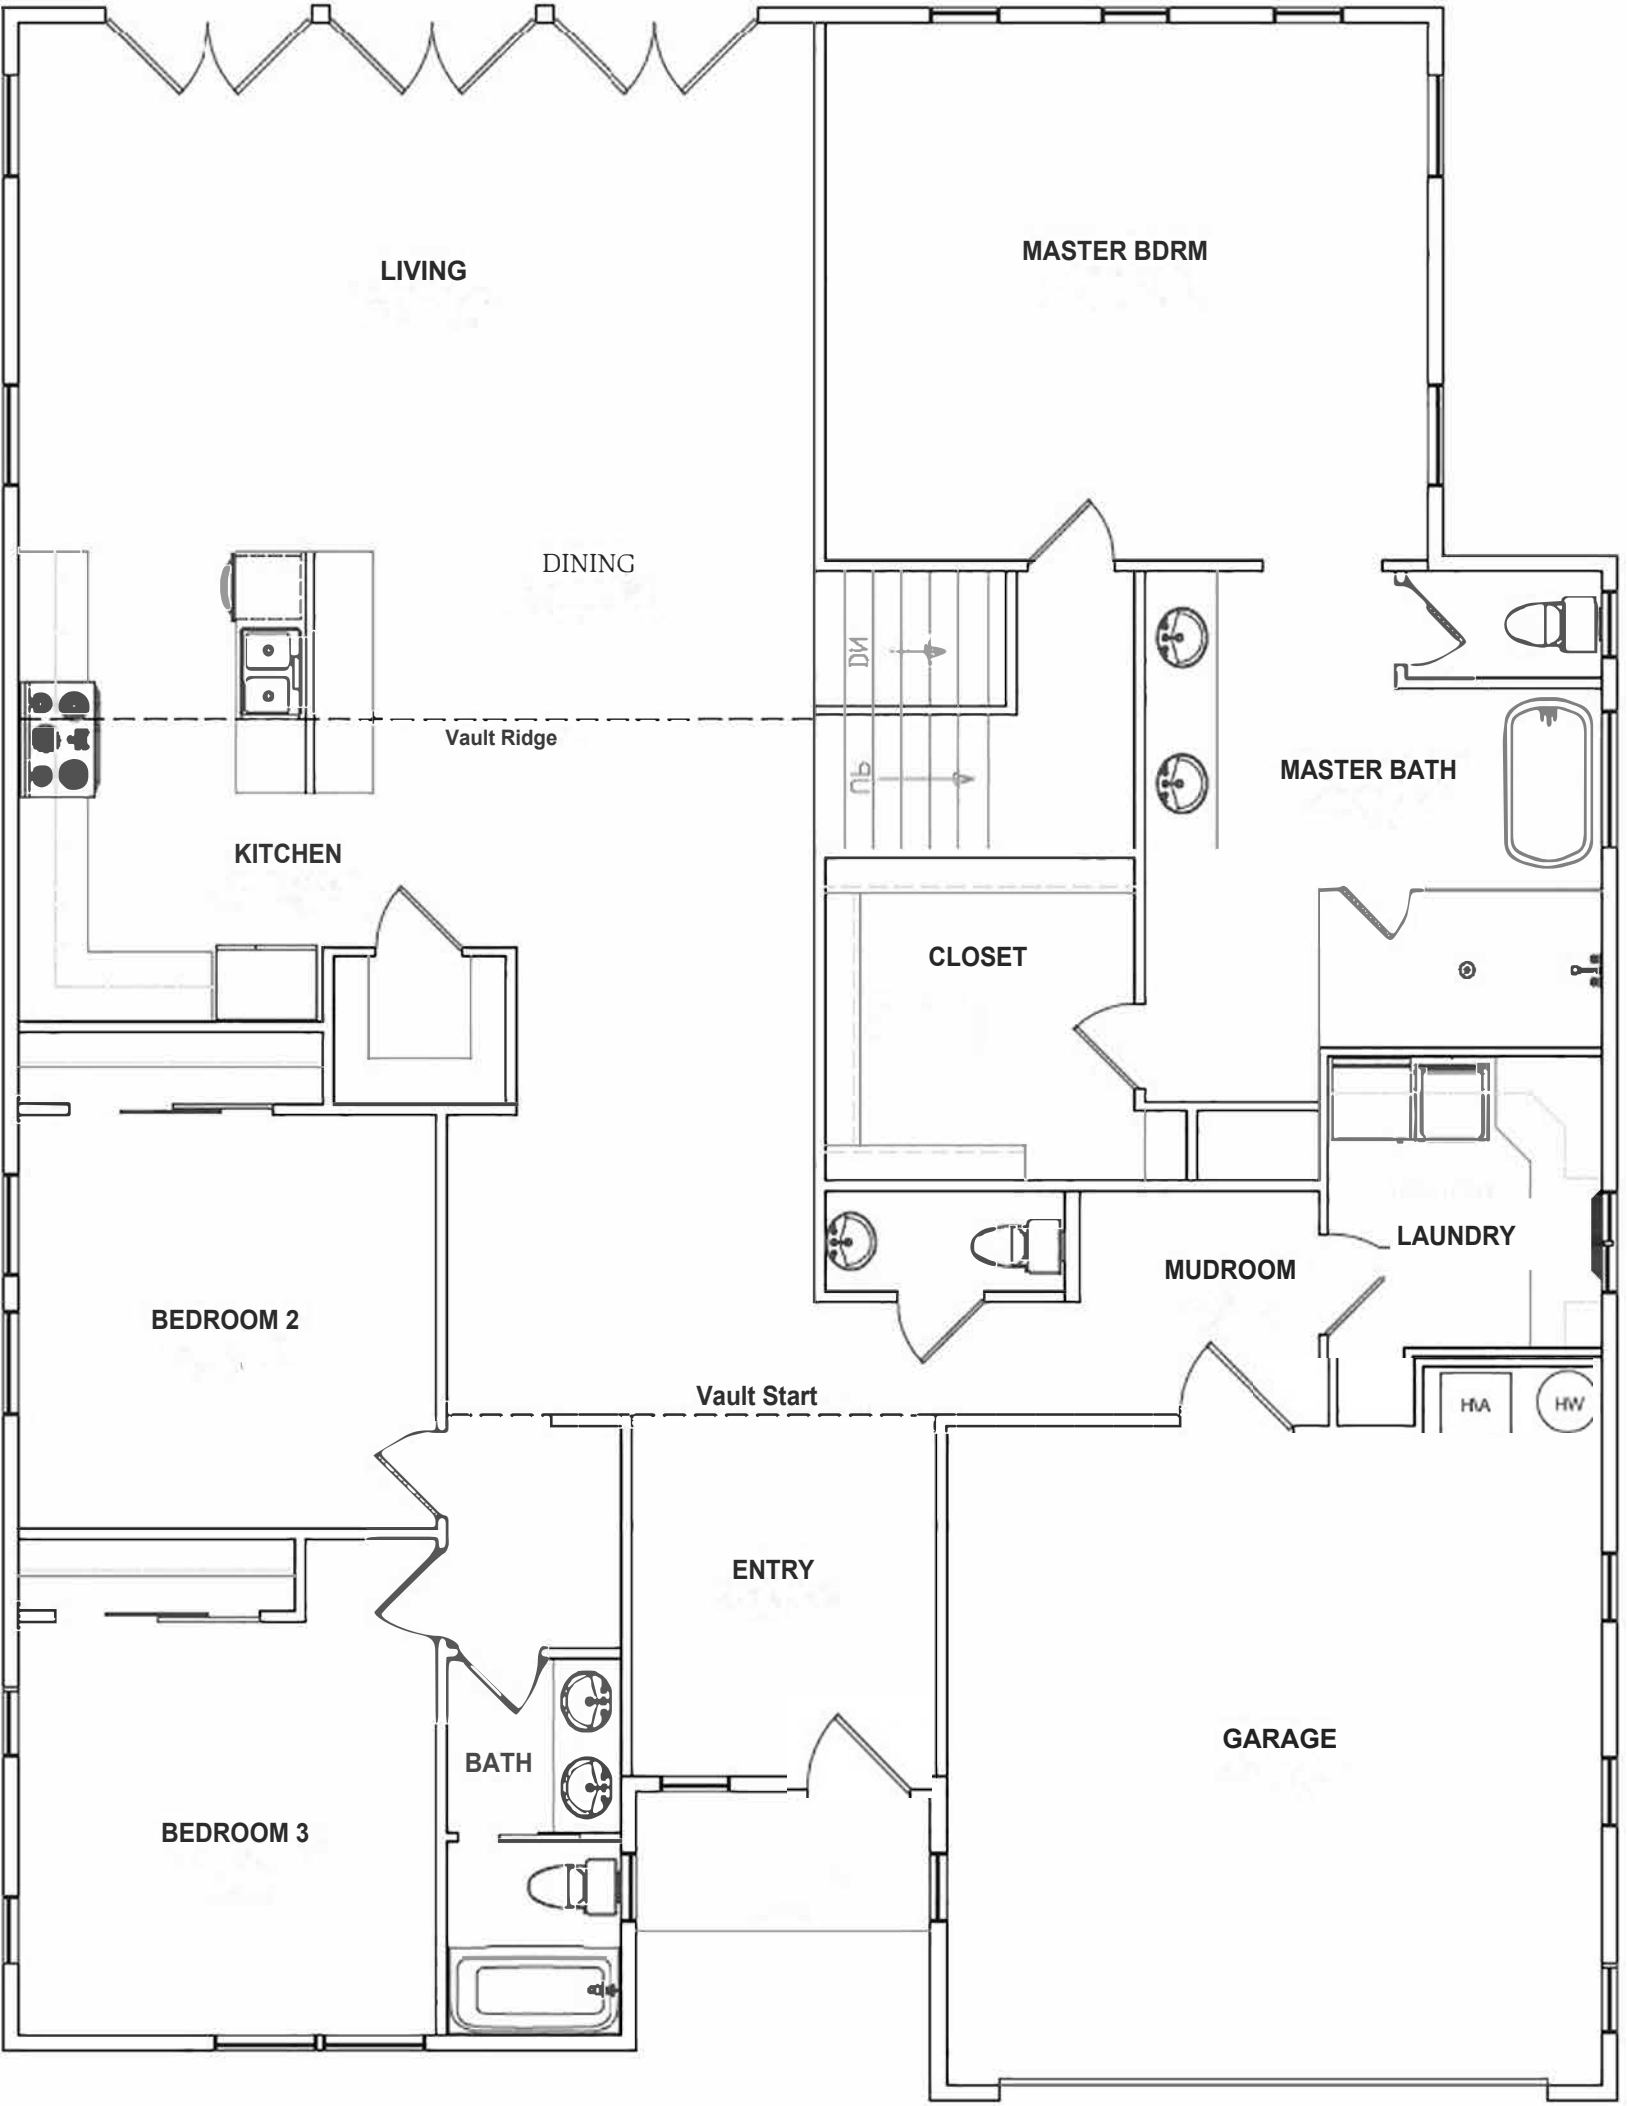 MASTER BDRM
LIVING
DINING
DN
Vault Ridge
UP
MASTER BATH
KITCHEN
CLOSET
LAUNDRY
MUDROOM
BEDROOM 2
Vault Start
HW
ENTRY
GARAGE
BATH
BEDROOM 3